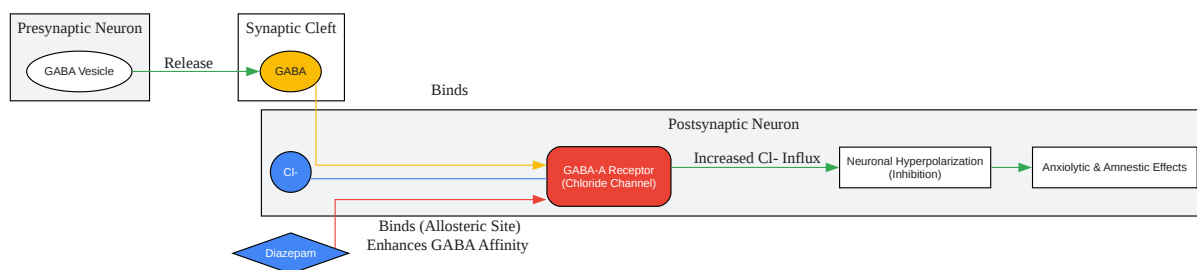 Presynaptic Neuron
GABA Vesicle
Release
Synaptic Cleft
GABA
Binds
Postsynaptic Neuron
Cl-
GABA-A Receptor
(Chloride Channel)
Increased Cl- Influx
Neuronal Hyperpolarization
(Inhibition)
Anxiolytic & Amnestic Effects
Binds (Allosteric Site)
Enhances GABA Affinity
Diazepam